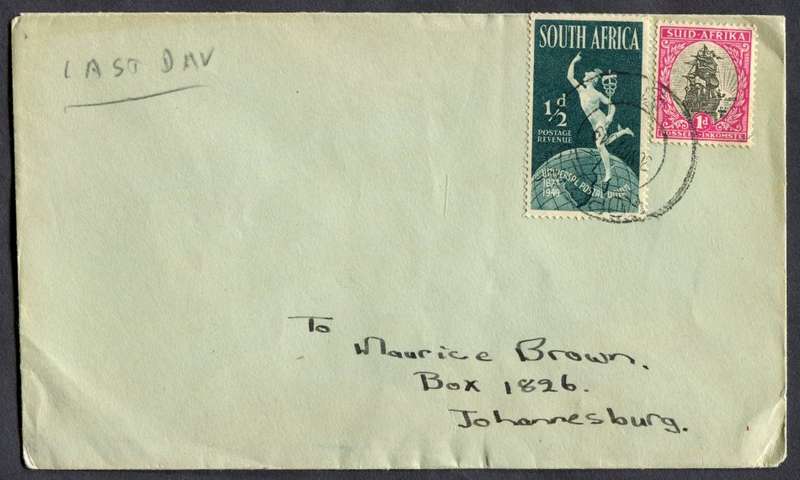 LAST DAY
SOUTH AFRICA
½d
POSTAGE
REVENUE
UNIVERSAL POSTAL UNION
1874
1949
SUID-AFRIKA
1d
POSSEEL-INKOMSTE
To
Maurice Brown.
Box 1826.
Johannesburg.